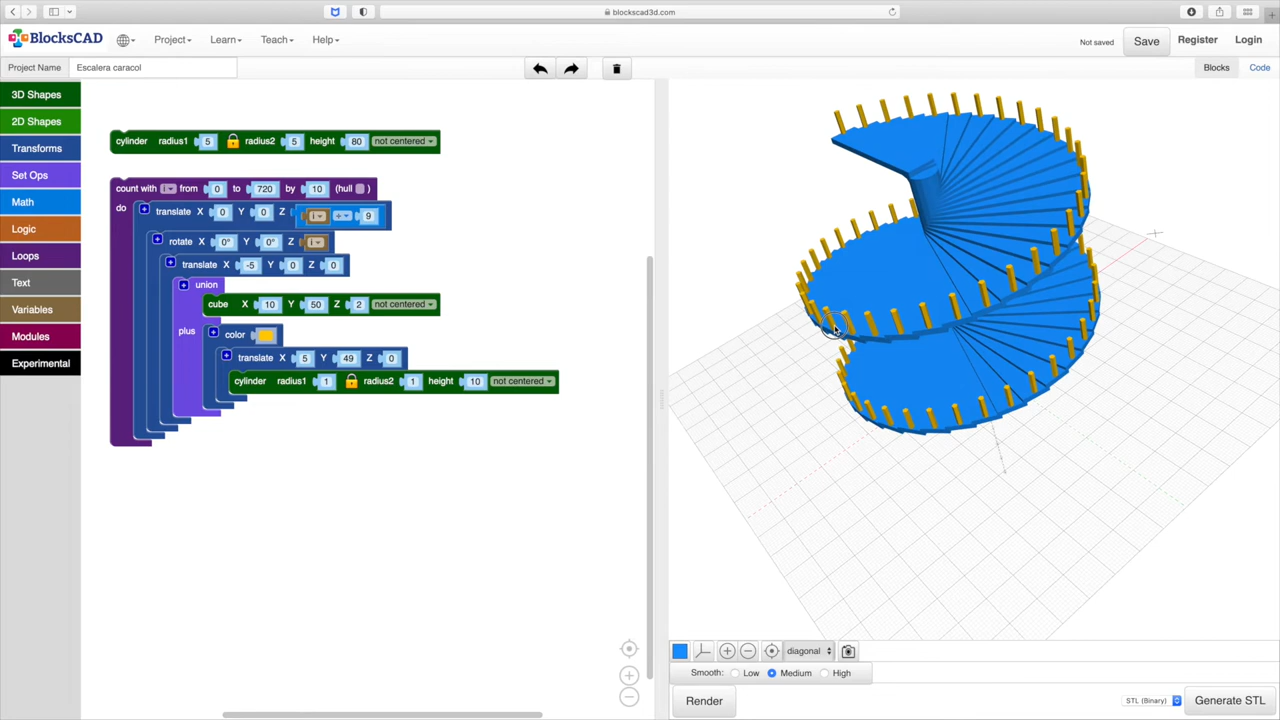 blockscad3d.com
BlocksCAD
Project
Learn
Teach
Help
Not saved
Save
Register
Login
Project Name
Escalera caracol
Blocks
Code
3D Shapes
2D Shapes
Transforms
Set Ops
Math
Logic
Loops
Text
Variables
Modules
Experimental
cylinder radius1 5 radius2 5 height 80 not centered
count with i from 0 to 720 by 10 (hull )
do translate X 0 Y 0 Z i ÷ 9
rotate X 0° Y 0° Z i
translate X -5 Y 0 Z 0
union
cube X 10 Y 50 Z 2 not centered
plus color
translate X 5 Y 49 Z 0
cylinder radius1 1 radius2 1 height 10 not centered
diagonal
Smooth: Low Medium High
Render
STL (Binary)
Generate STL